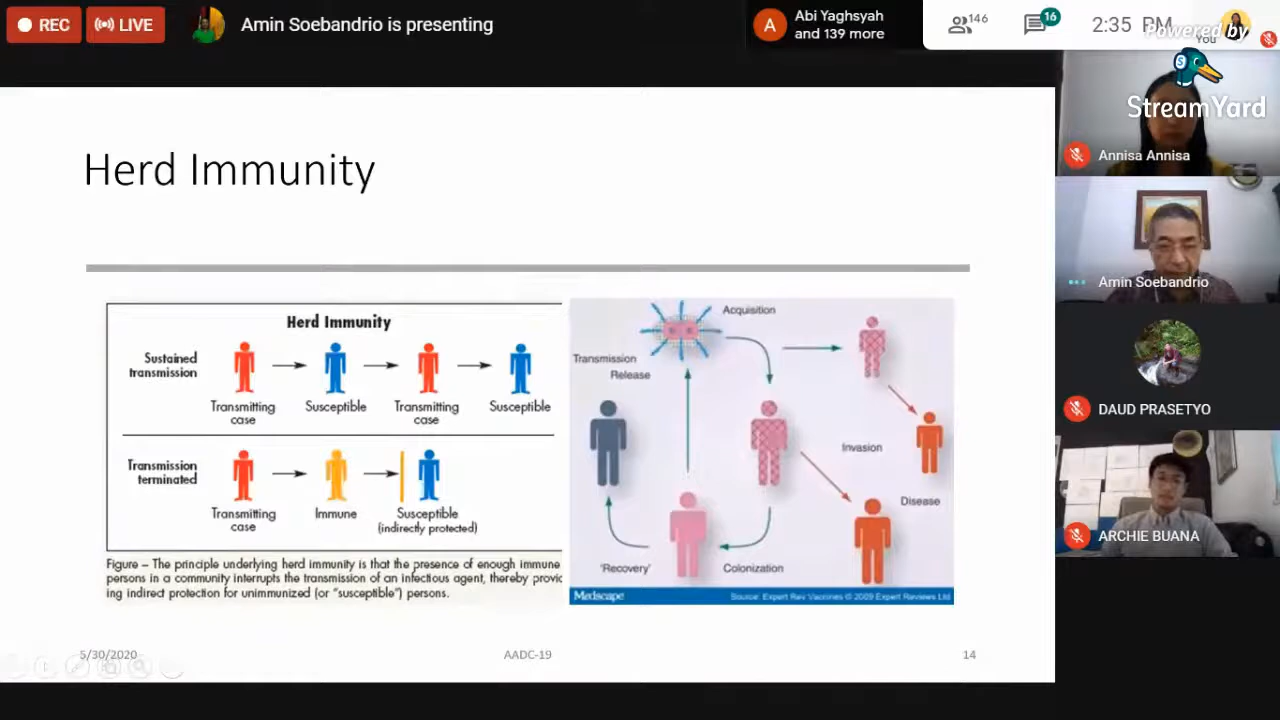 REC
LIVE
Amin Soebandrio is presenting
A
Abi Yaghsyah
and 139 more
146
16
2:35 PM
You
Powered by
StreamYard
Annisa Annisa
Amin Soebandrio
DAUD PRASETYO
ARCHIE BUANA
Herd Immunity
Herd Immunity
Sustained
transmission
Transmitting
case
Susceptible
Transmitting
case
Susceptible
Transmission
terminated
Transmitting
case
Immune
Susceptible
(indirectly protected)
Figure – The principle underlying herd immunity is that the presence of enough immune
persons in a community interrupts the transmission of an infectious agent, thereby provid
ing indirect protection for unimmunized (or "susceptible") persons.
Acquisition
Transmission
Release
Invasion
Disease
'Recovery'
Colonization
Medscape
Source: Expert Rev Vaccines © 2009 Expert Reviews Ltd
5/30/2020
AADC-19
14